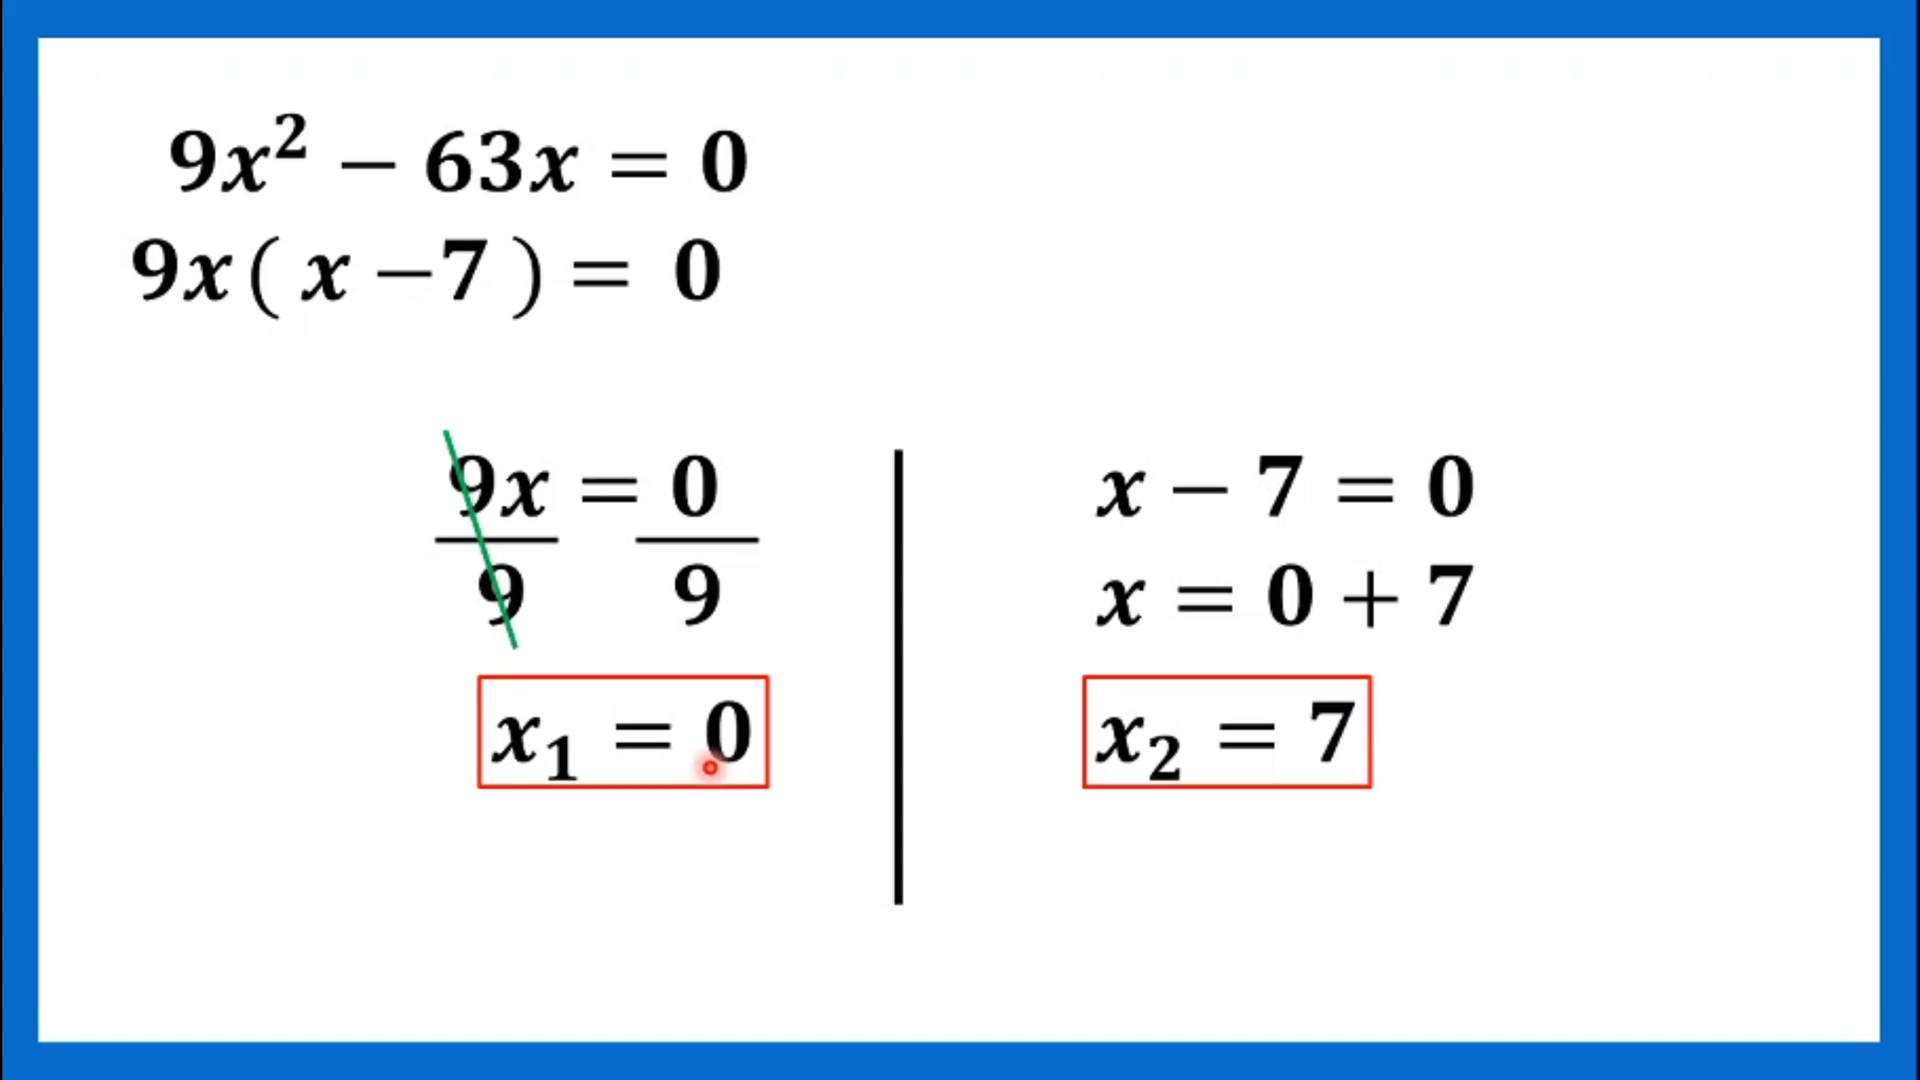 9x² − 63x = 0
9x ( x − 7 ) = 0
9x = 0
9 9
x₁ = 0
x − 7 = 0
x = 0 + 7
x₂ = 7